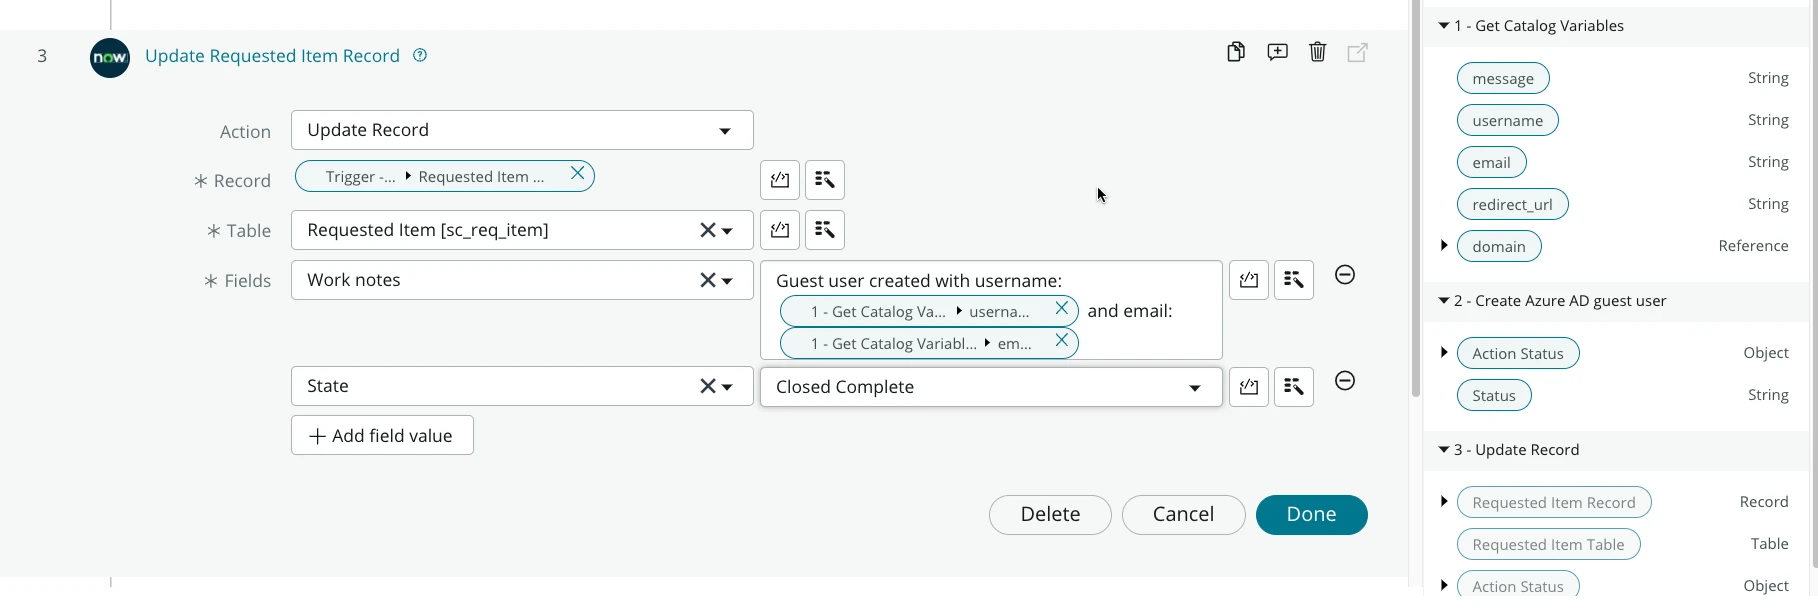 3 now Update Requested Item Record
Action Update Record
* Record Trigger -... Requested Item ...
* Table Requested Item [sc_req_item]
* Fields Work notes
Guest user created with username:
1 - Get Catalog Va... userna... and email:
1 - Get Catalog Variabl... em...
State Closed Complete
+ Add field value
Delete Cancel Done
1 - Get Catalog Variables
message String
username String
email String
redirect_url String
domain Reference
2 - Create Azure AD guest user
Action Status Object
Status String
3 - Update Record
Requested Item Record Record
Requested Item Table Table
Action Status Object